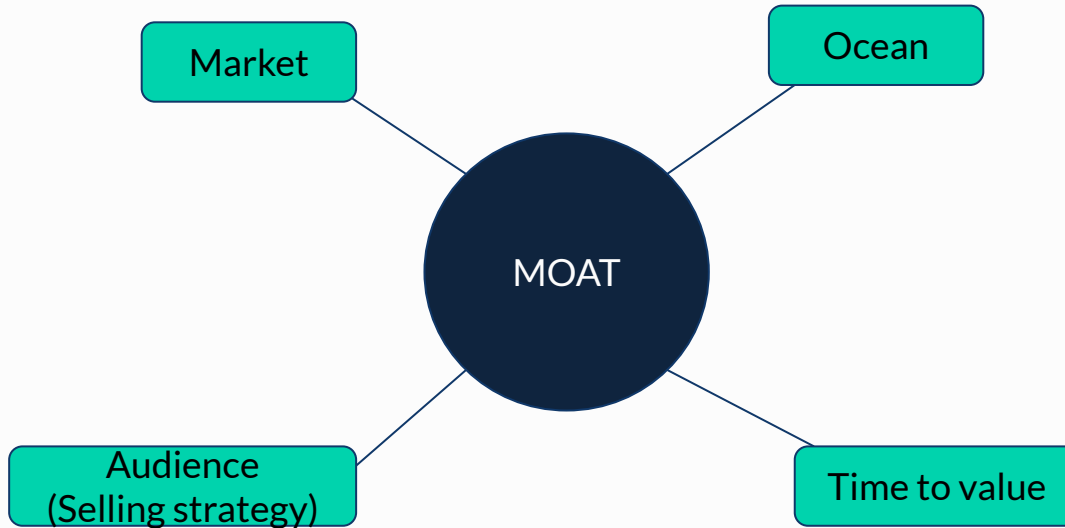 Market
Ocean
MOAT
Audience
(Selling strategy)
Time to value